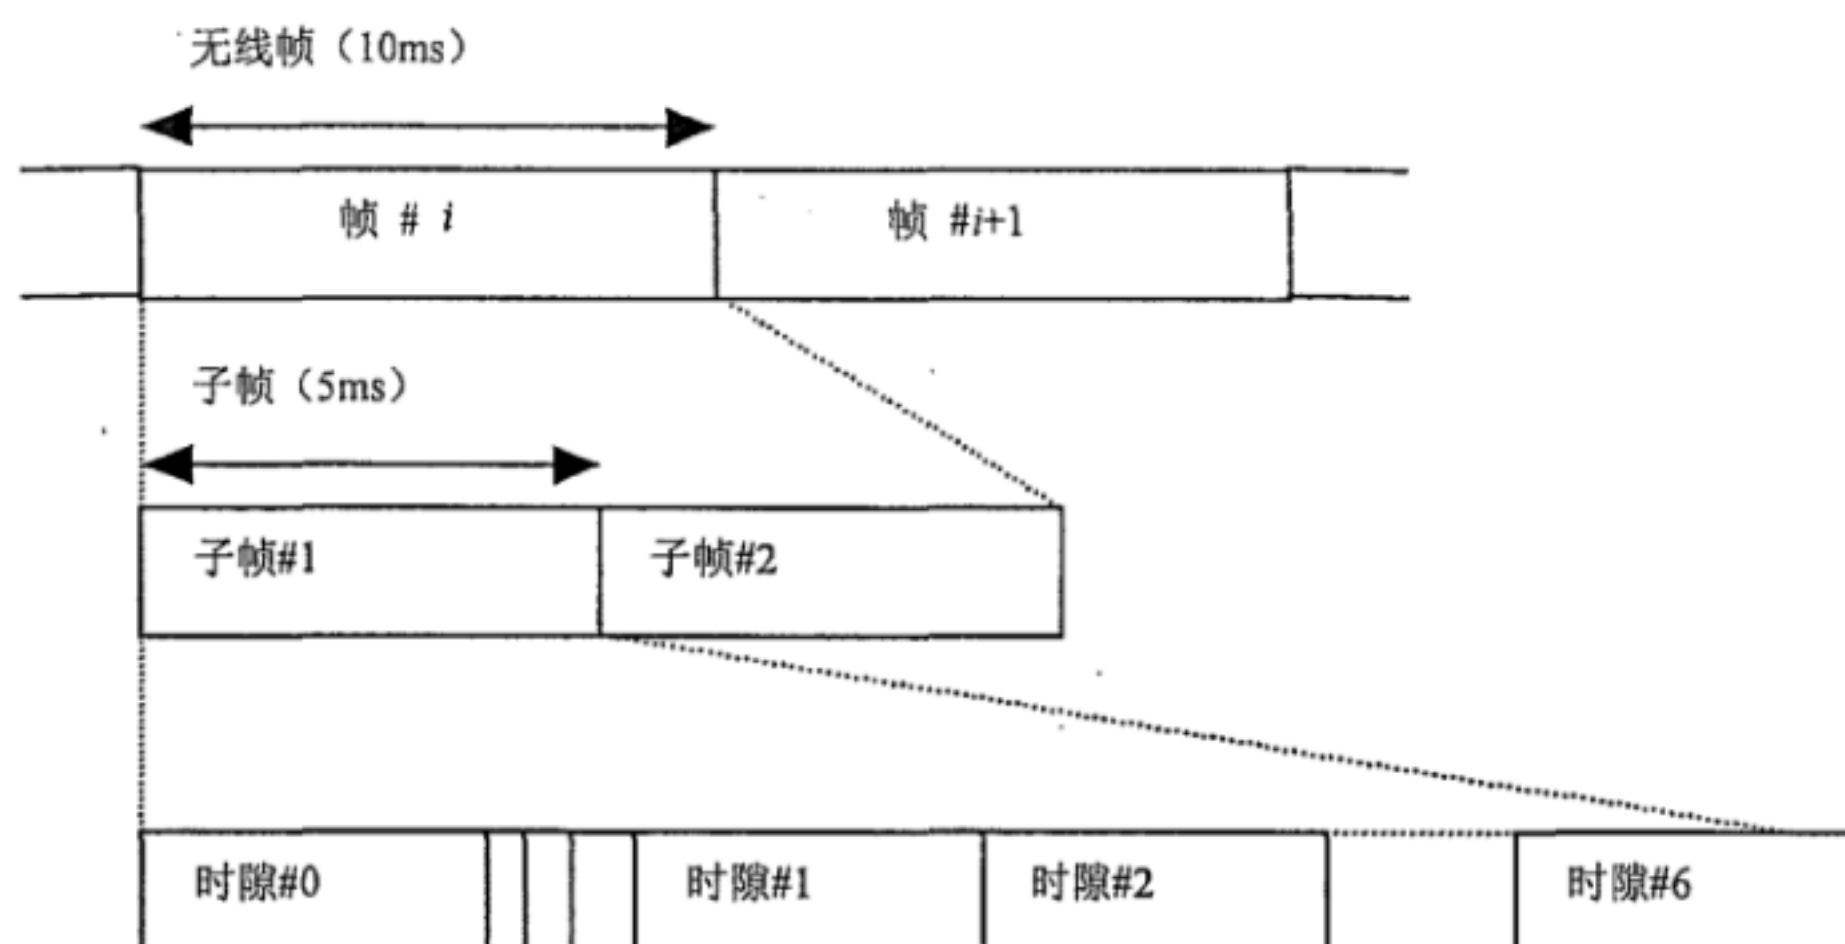 无线帧（10ms）
帧 # i
帧 #i+1
子帧（5ms）
子帧#1
子帧#2
时隙#0
时隙#1
时隙#2
时隙#6